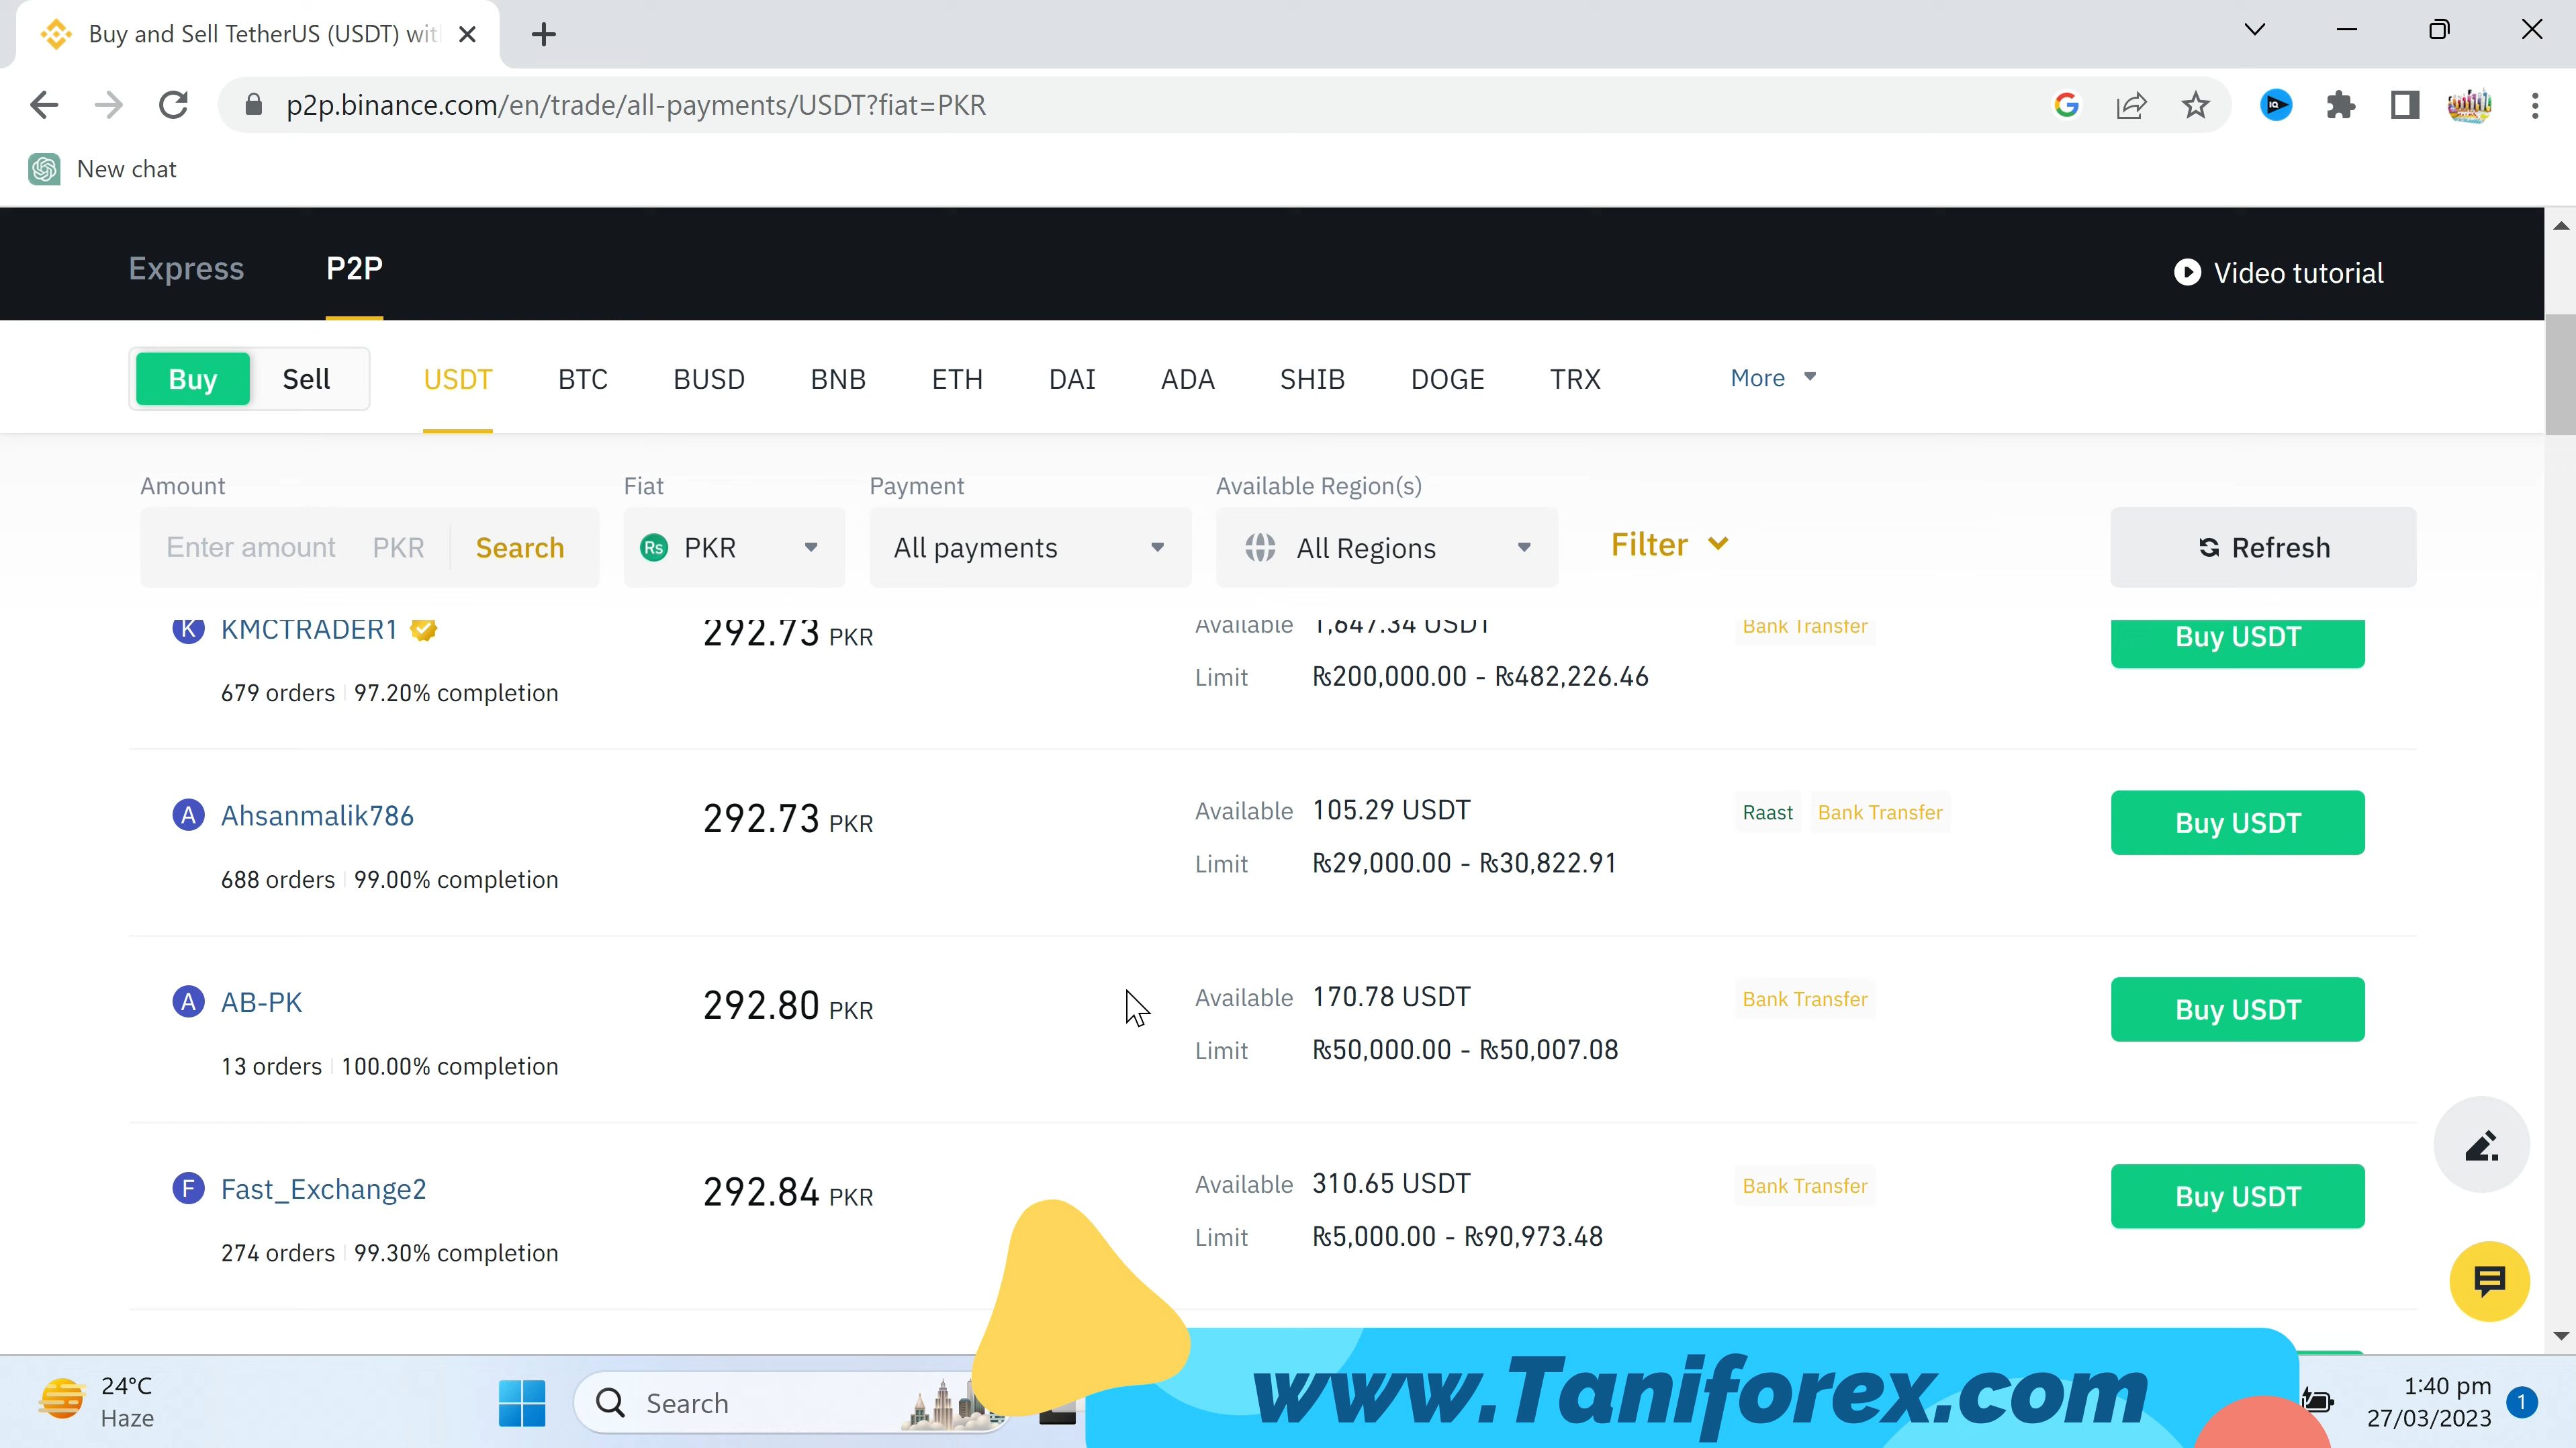 Buy and Sell TetherUS (USDT) wit
p2p.binance.com/en/trade/all-payments/USDT?fiat=PKR
IQ
New chat
Express P2P Video tutorial
Buy Sell USDT BTC BUSD BNB ETH DAI ADA SHIB DOGE TRX More
Amount Fiat Payment Available Region(s)
Enter amount PKR Search Rs PKR All payments All Regions Filter Refresh
K KMCTRADER1 292.73 PKR Available 1,647.34 USDT Bank Transfer Buy USDT
Limit ₨200,000.00 - ₨482,226.46
679 orders 97.20% completion
A Ahsanmalik786 292.73 PKR Available 105.29 USDT Raast Bank Transfer Buy USDT
Limit ₨29,000.00 - ₨30,822.91
688 orders 99.00% completion
A AB-PK 292.80 PKR Available 170.78 USDT Bank Transfer Buy USDT
Limit ₨50,000.00 - ₨50,007.08
13 orders 100.00% completion
F Fast_Exchange2 292.84 PKR Available 310.65 USDT Bank Transfer Buy USDT
Limit ₨5,000.00 - ₨90,973.48
274 orders 99.30% completion
www.Taniforex.com
24°C
Haze
Search
1:40 pm
27/03/2023
1